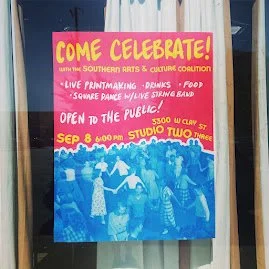 COME CELEBRATE!
WITH THE SOUTHERN ARTS & CULTURE COALITION
• LIVE PRINTMAKING • DRINKS • FOOD
• SQUARE DANCE W/LIVE STRING BAND
OPEN TO THE PUBLIC!
SEP 8 6:00 PM
5300 W CLAY ST
STUDIO TWO THREE